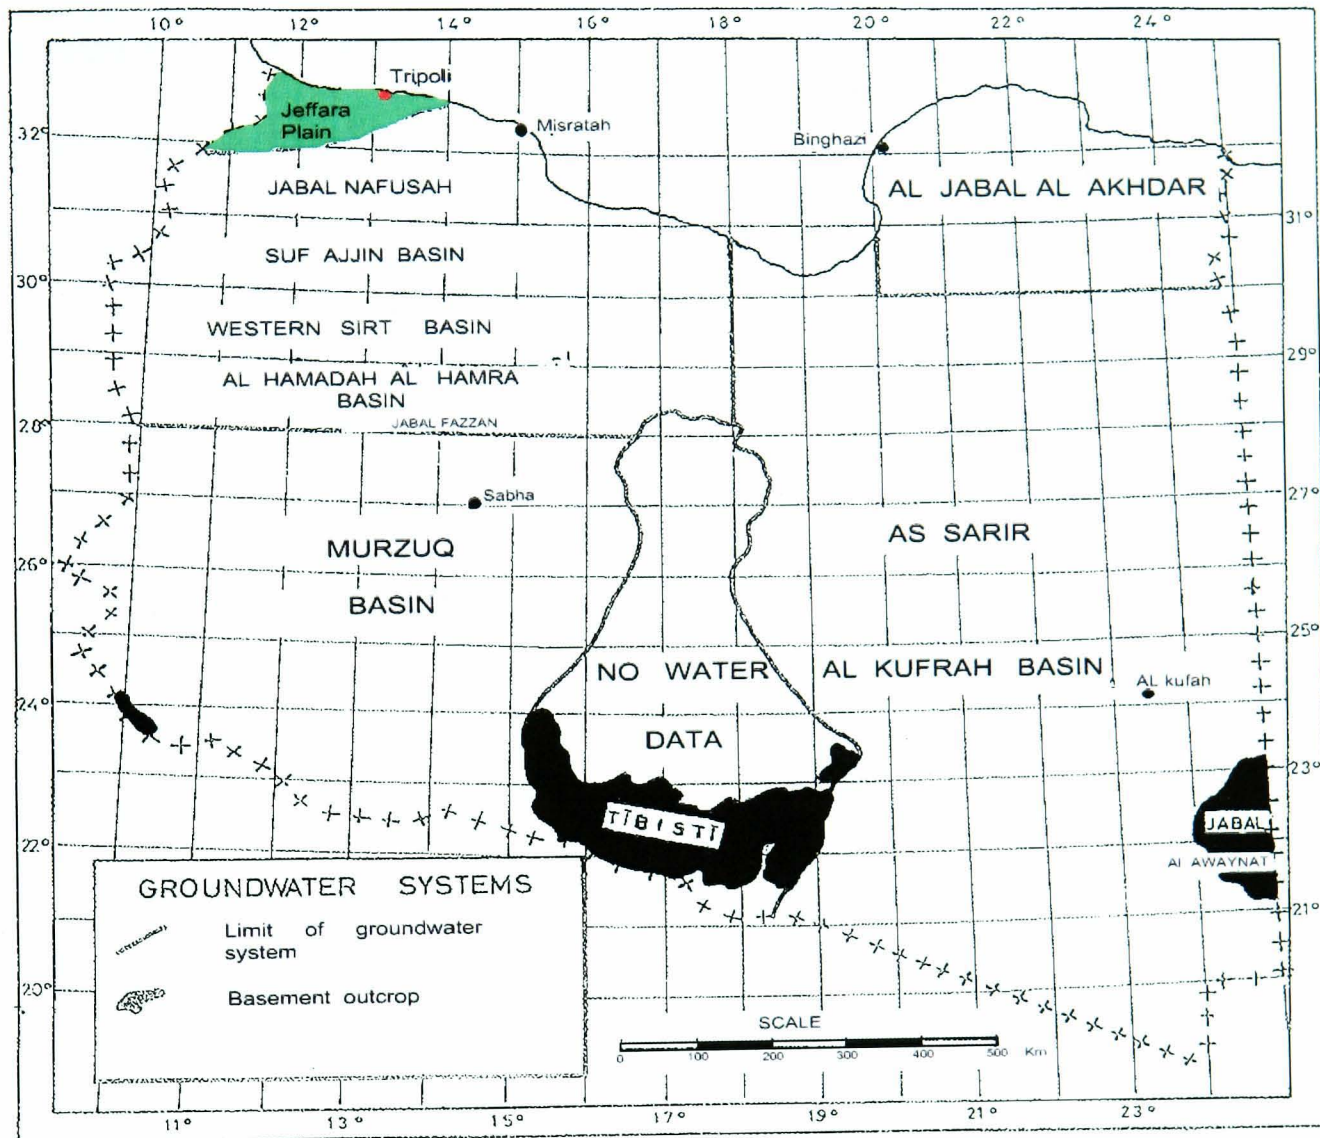 10° 12° 14° 16° 18° 20° 22° 24°
Tripoli
Jeffara
Plain
32°
Misratah
Binghazi
JABAL NAFUSAH
AL JABAL AL AKHDAR
31°
SUF AJJIN BASIN
30°
WESTERN SIRT BASIN
29°
AL HAMADAH AL HAMRA
BASIN
JABAL FAZZAN
28°
Sabha
27°
AS SARIR
MURZUQ
26°
BASIN
25°
NO WATER
AL KUFRAH BASIN
AL kufah
24°
DATA
23°
TĪBISTĪ
JABAL
22°
Al AWAYNAT
GROUNDWATER SYSTEMS
21°
Limit of groundwater
system
20°
Basement outcrop
SCALE
0 100 200 300 400 500 Km
11° 13° 15° 17° 19° 21° 23°